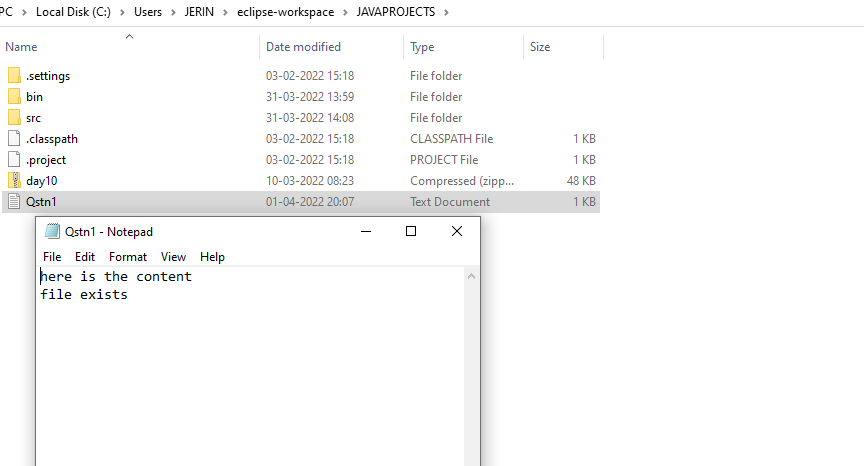 PC > Local Disk (C:) > Users > JERIN > eclipse-workspace > JAVAPROJECTS >
Name Date modified Type Size
.settings 03-02-2022 15:18 File folder
bin 31-03-2022 13:59 File folder
src 31-03-2022 14:08 File folder
.classpath 03-02-2022 15:18 CLASSPATH File 1 KB
.project 03-02-2022 15:18 PROJECT File 1 KB
day10 10-03-2022 08:23 Compressed (zipp... 48 KB
Qstn1 01-04-2022 20:07 Text Document 1 KB
Qstn1 - Notepad
File Edit Format View Help
here is the content
file exists